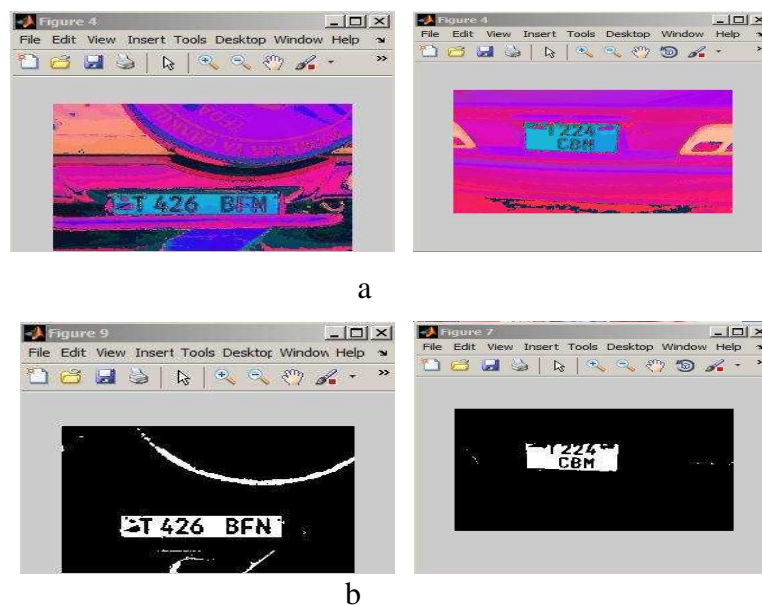 Figure 4
File Edit View Insert Tools Desktop Window Help
T 426 BFN
Figure 4
File Edit View Insert Tools Desktop Window Help
T 224
CBM
a
Figure 9
File Edit View Insert Tools Desktop Window Help
T 426 BFN
Figure 7
File Edit View Insert Tools Desktop Window Help
T 224
CBM
b